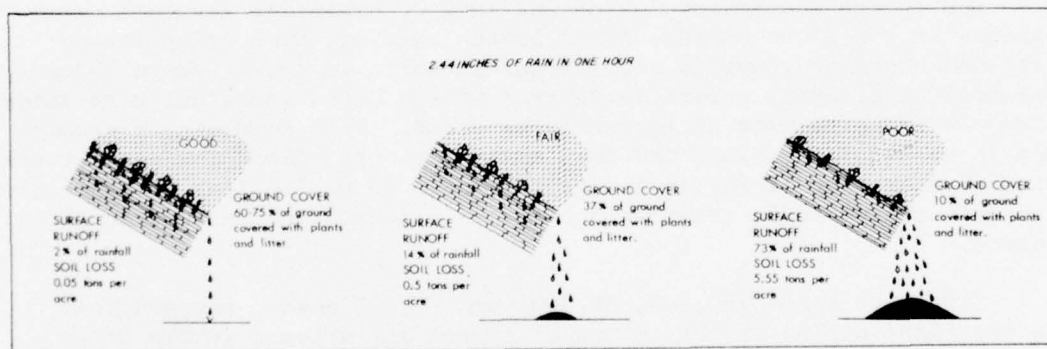 2.44 INCHES OF RAIN IN ONE HOUR
GOOD
GROUND COVER
60-75% of ground
covered with plants
and litter
SURFACE
RUNOFF
2% of rainfall
SOIL LOSS
0.05 tons per
acre
FAIR
GROUND COVER
37% of ground
covered with plants
and litter.
SURFACE
RUNOFF
14% of rainfall
SOIL LOSS
0.5 tons per
acre
POOR
GROUND COVER
10% of ground
covered with plants
and litter.
SURFACE
RUNOFF
73% of rainfall
SOIL LOSS
5.55 tons per
acre